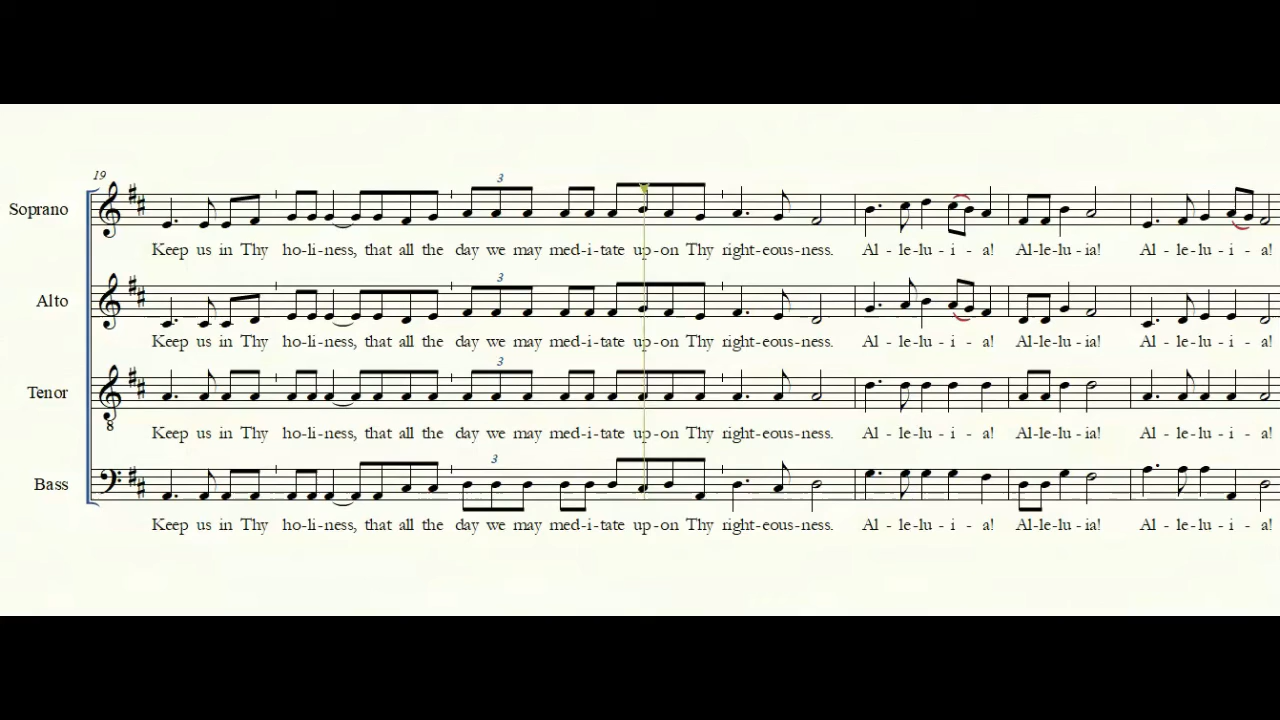 19
3
Soprano
Keep us in Thy ho-li-ness, that all the day we may med-i-tate up-on Thy right-eous-ness. Al - le-lu - i - a! Al-le-lu-ia! Al - le-lu - i - a!
3
Alto
Keep us in Thy ho-li-ness, that all the day we may med-i-tate up-on Thy right-eous-ness. Al - le-lu - i - a! Al-le-lu-ia! Al - le-lu - i - a!
3
Tenor
8
Keep us in Thy ho-li-ness, that all the day we may med-i-tate up-on Thy right-eous-ness. Al - le-lu - i - a! Al-le-lu-ia! Al - le-lu - i - a!
3
Bass
Keep us in Thy ho-li-ness, that all the day we may med-i-tate up-on Thy right-eous-ness. Al - le-lu - i - a! Al-le-lu-ia! Al - le-lu - i - a!